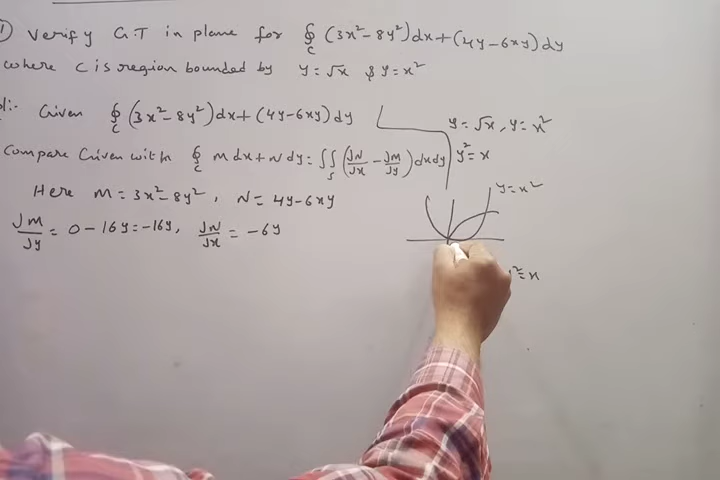 1) Verify G.T in plane for ∮c (3x²-8y²)dx+(4y-6xy)dy
where C is region bounded by y=√x & y=x²
Given ∮c (3x²-8y²)dx+(4y-6xy)dy
y=√x, y=x²
y²=x
Compare Given with ∮c Mdx+Ndy=∬s (∂N/∂x - ∂M/∂y)dxdy
Here M=3x²-8y², N=4y-6xy
y=x²
∂M/∂y = 0-16y=-16y, ∂N/∂x = -6y
y²=x